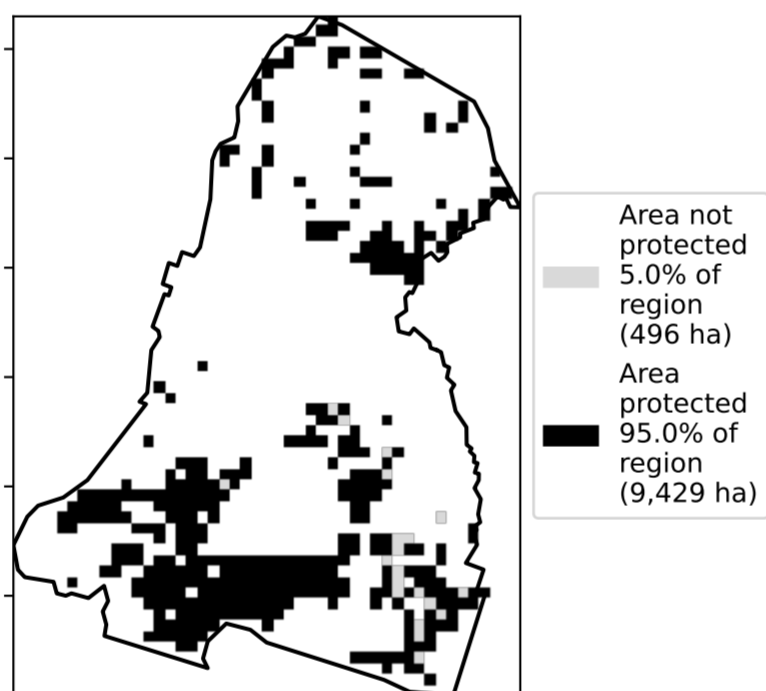 Area not
protected
5.0% of
region
(496 ha)
Area
protected
95.0% of
region
(9,429 ha)